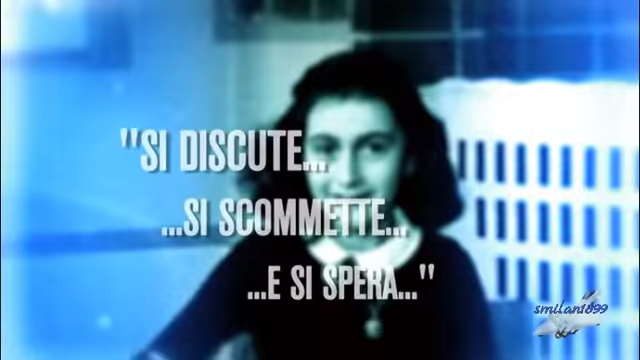 "SI DISCUTE...
...SI SCOMMETTE...
...E SI SPERA..."
smilan1899